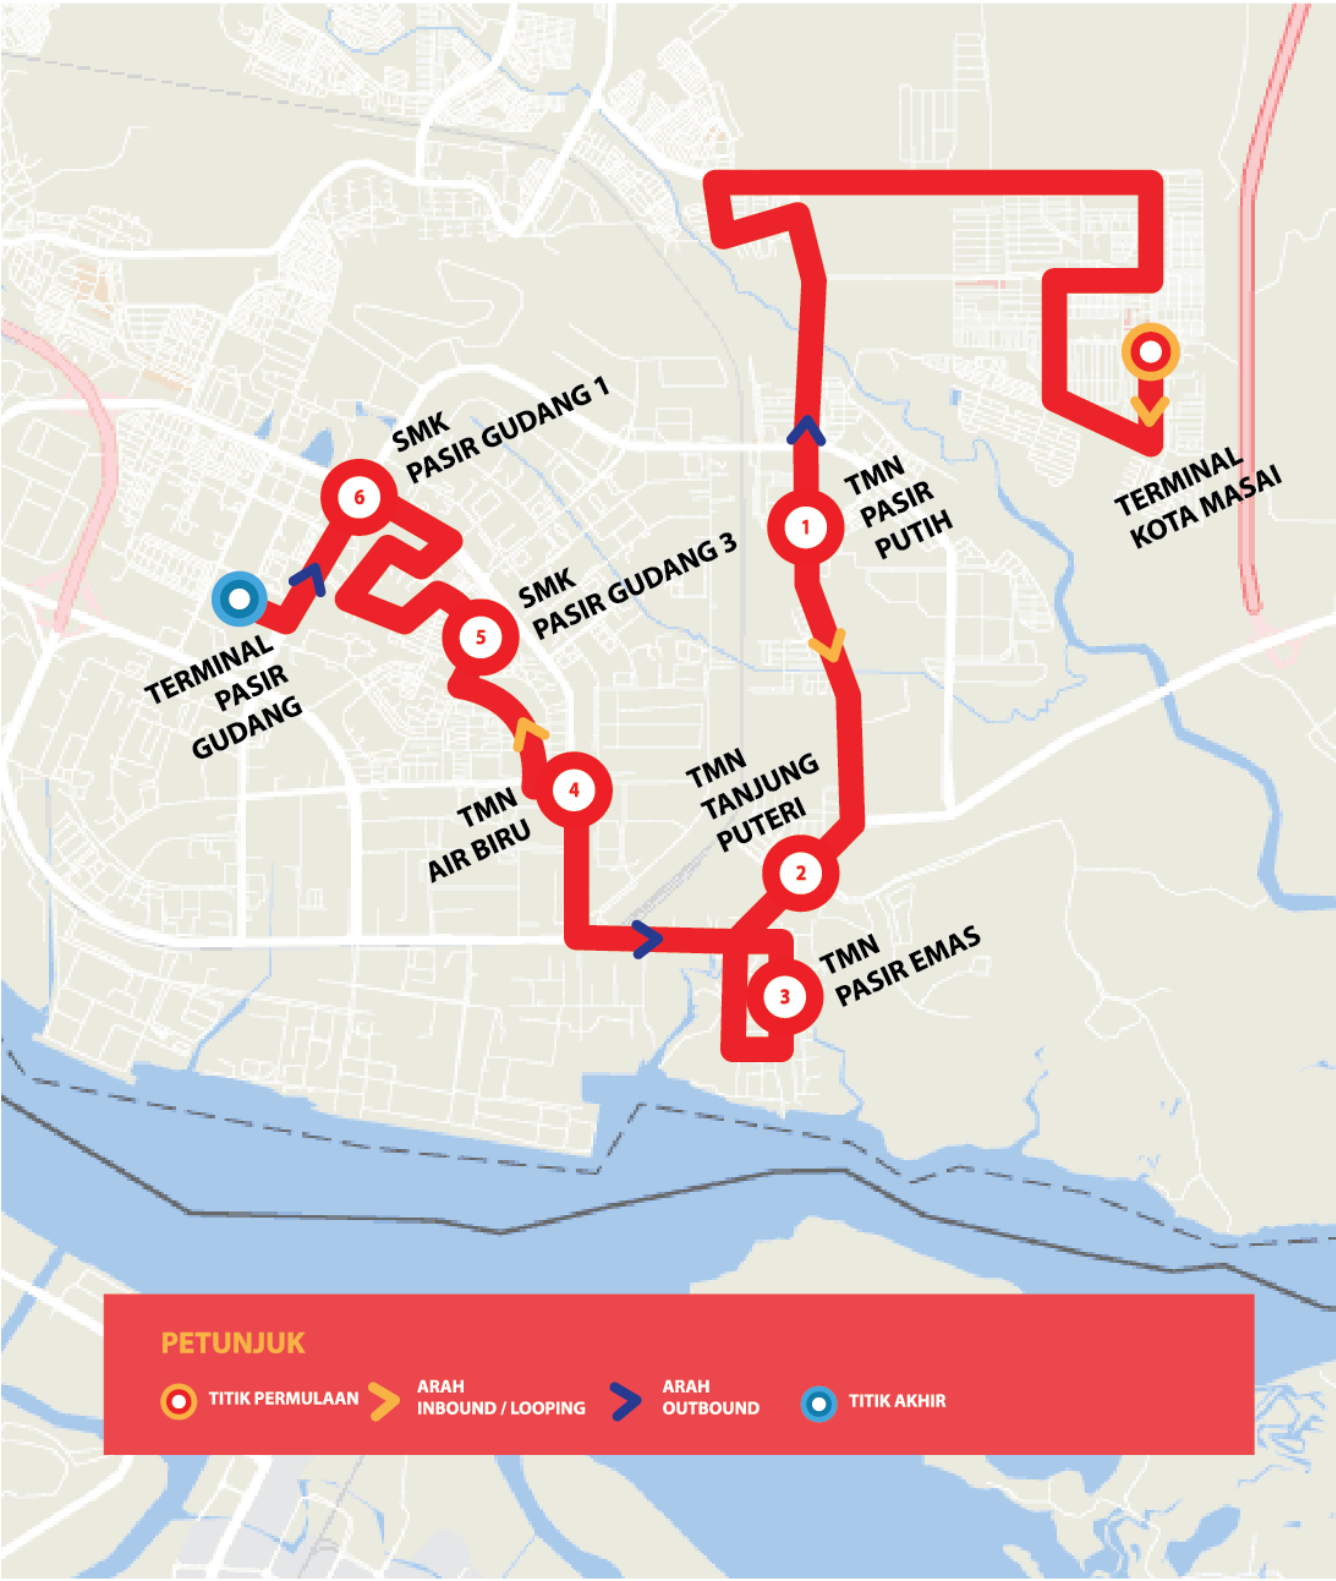 SMK
PASIR GUDANG 1
6
TMN
PASIR
PUTIH
1
TERMINAL
KOTA MASAI
SMK
PASIR GUDANG 3
5
TERMINAL
PASIR
GUDANG
TMN
AIR BIRU
4
TMN
TANJUNG
PUTERI
2
TMN
PASIR EMAS
3
PETUNJUK
TITIK PERMULAAN
ARAH
INBOUND / LOOPING
ARAH
OUTBOUND
TITIK AKHIR